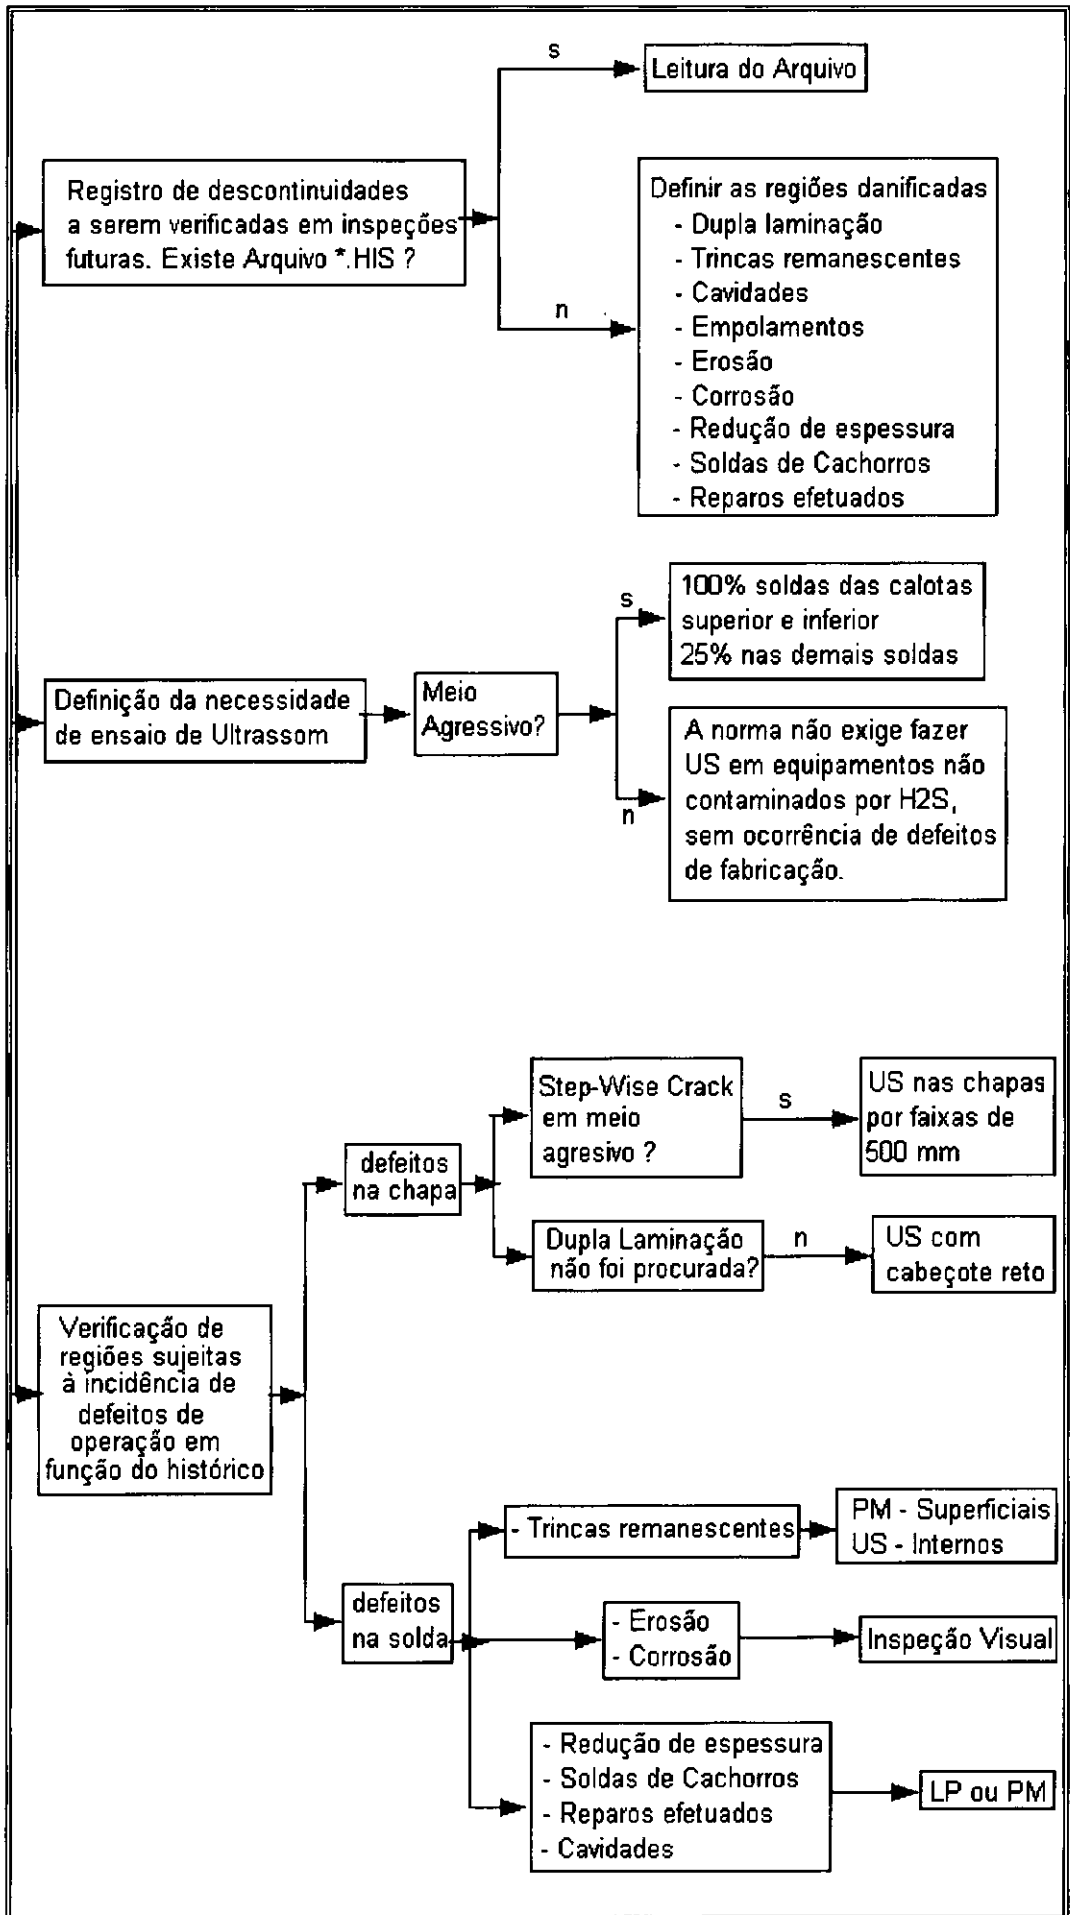 s
Leitura do Arquivo
Registro de descontinuidades
a serem verificadas em inspeções
futuras. Existe Arquivo *.HIS ?
n
Definir as regiões danificadas
- Dupla laminação
- Trincas remanescentes
- Cavidades
- Empolamentos
- Erosão
- Corrosão
- Redução de espessura
- Soldas de Cachorros
- Reparos efetuados
Definição da necessidade
de ensaio de Ultrassom
Meio
Agressivo?
s
100% soldas das calotas
superior e inferior
25% nas demais soldas
n
A norma não exige fazer
US em equipamentos não
contaminados por H2S,
sem ocorrência de defeitos
de fabricação.
Verificação de
regiões sujeitas
à incidência de
defeitos de
operação em
função do histórico
defeitos
na chapa
Step-Wise Crack
em meio
agresivo ?
s
US nas chapas
por faixas de
500 mm
Dupla Laminação
não foi procurada?
n
US com
cabeçote reto
defeitos
na solda
- Trincas remanescentes
PM - Superficiais
US - Internos
- Erosão
- Corrosão
Inspeção Visual
- Redução de espessura
- Soldas de Cachorros
- Reparos efetuados
- Cavidades
LP ou PM